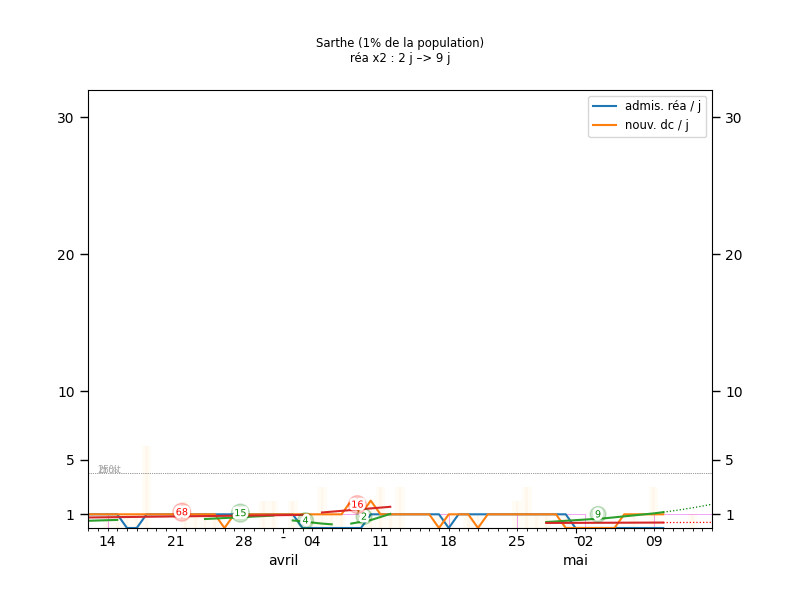 Sarthe (1% de la population)
réa x2 : 2 j –> 9 j
admis. réa / j
nouv. dc / j
30 30
20 20
10 10
5 5
1 1
68 15 4 16 2 9
14 21 28 - 04 11 18 25 - 02 09
avril mai